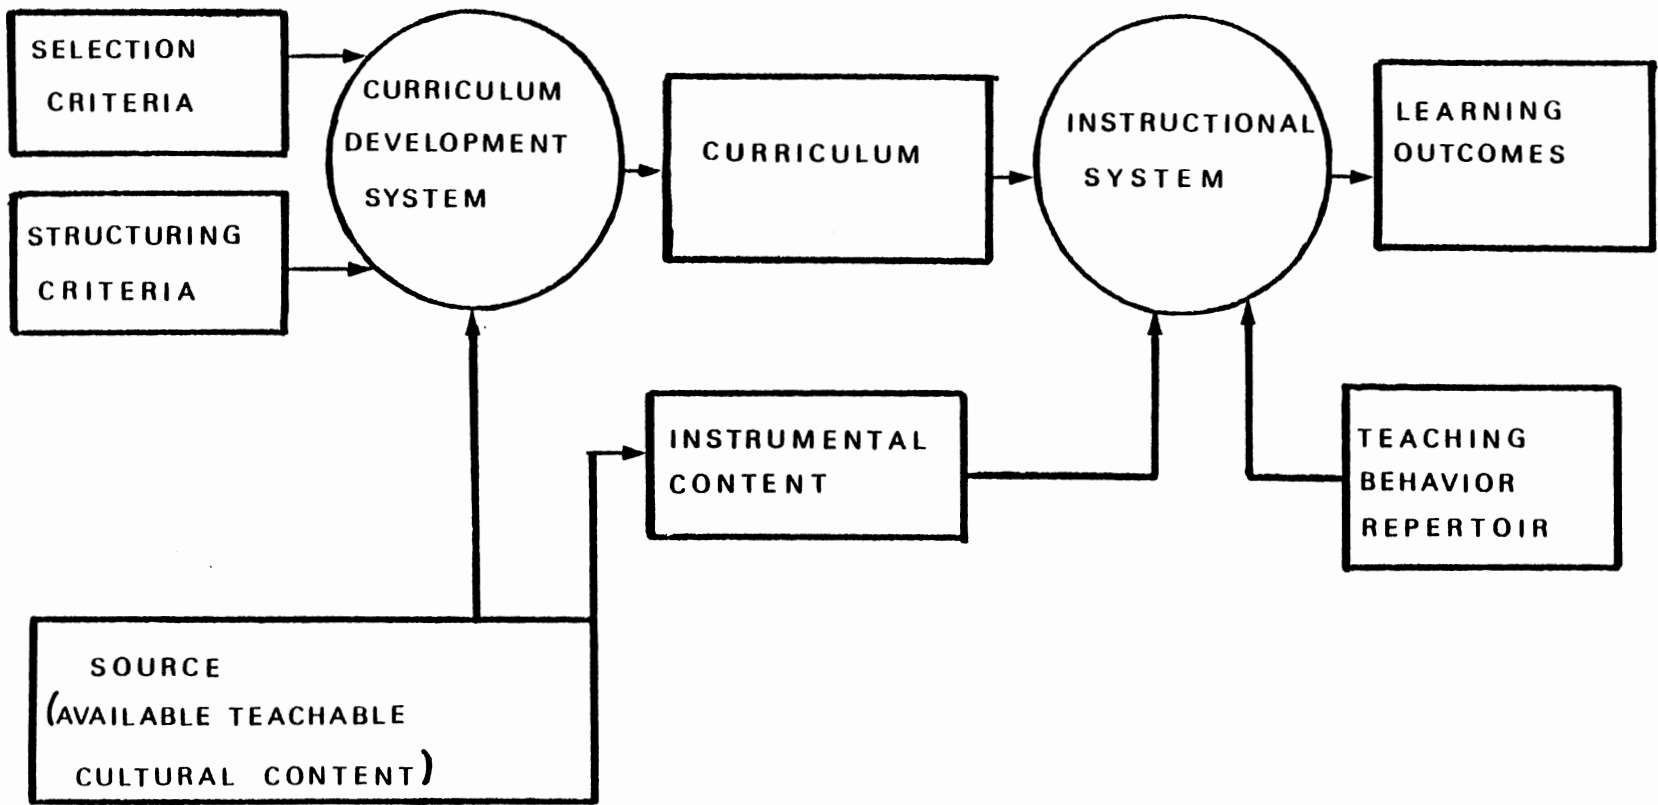 SELECTION
CRITERIA
STRUCTURING
CRITERIA
CURRICULUM
DEVELOPMENT
SYSTEM
CURRICULUM
INSTRUCTIONAL
SYSTEM
LEARNING
OUTCOMES
INSTRUMENTAL
CONTENT
TEACHING
BEHAVIOR
REPERTOIR
SOURCE
(AVAILABLE TEACHABLE
CULTURAL CONTENT)